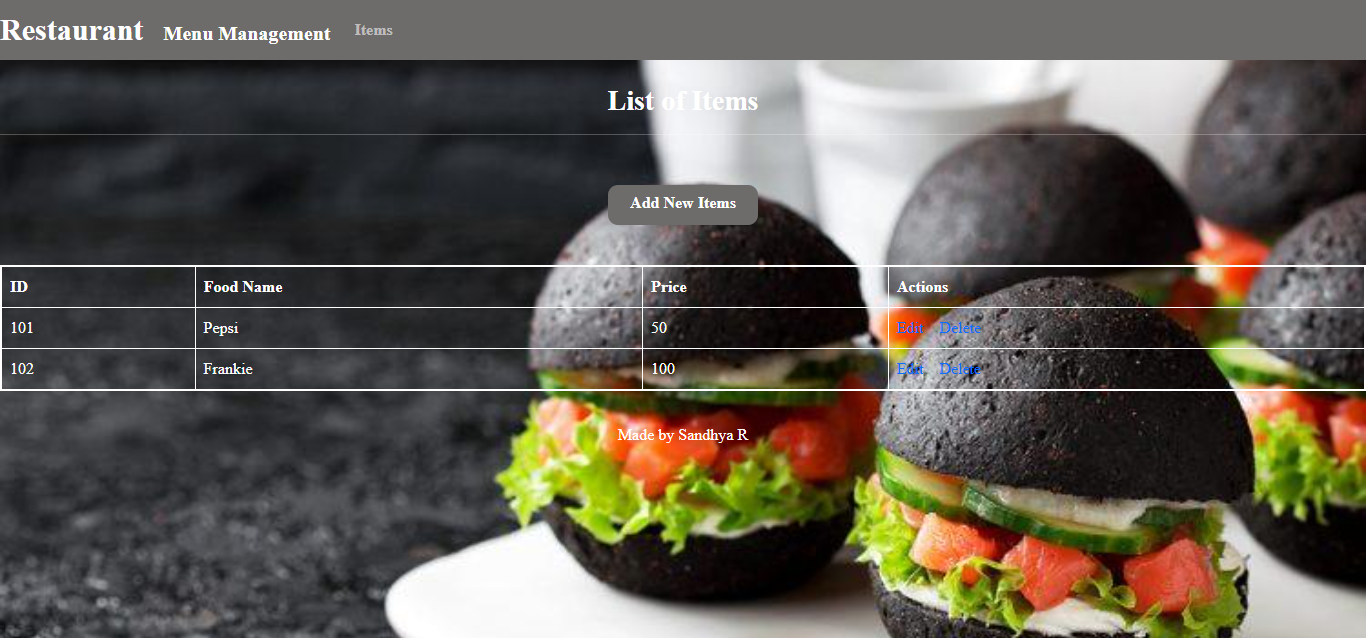 Restaurant Menu Management Items
List of Items
Add New Items
ID Food Name Price Actions
101 Pepsi 50 Edit Delete
102 Frankie 100 Edit Delete
Made by Sandhya R